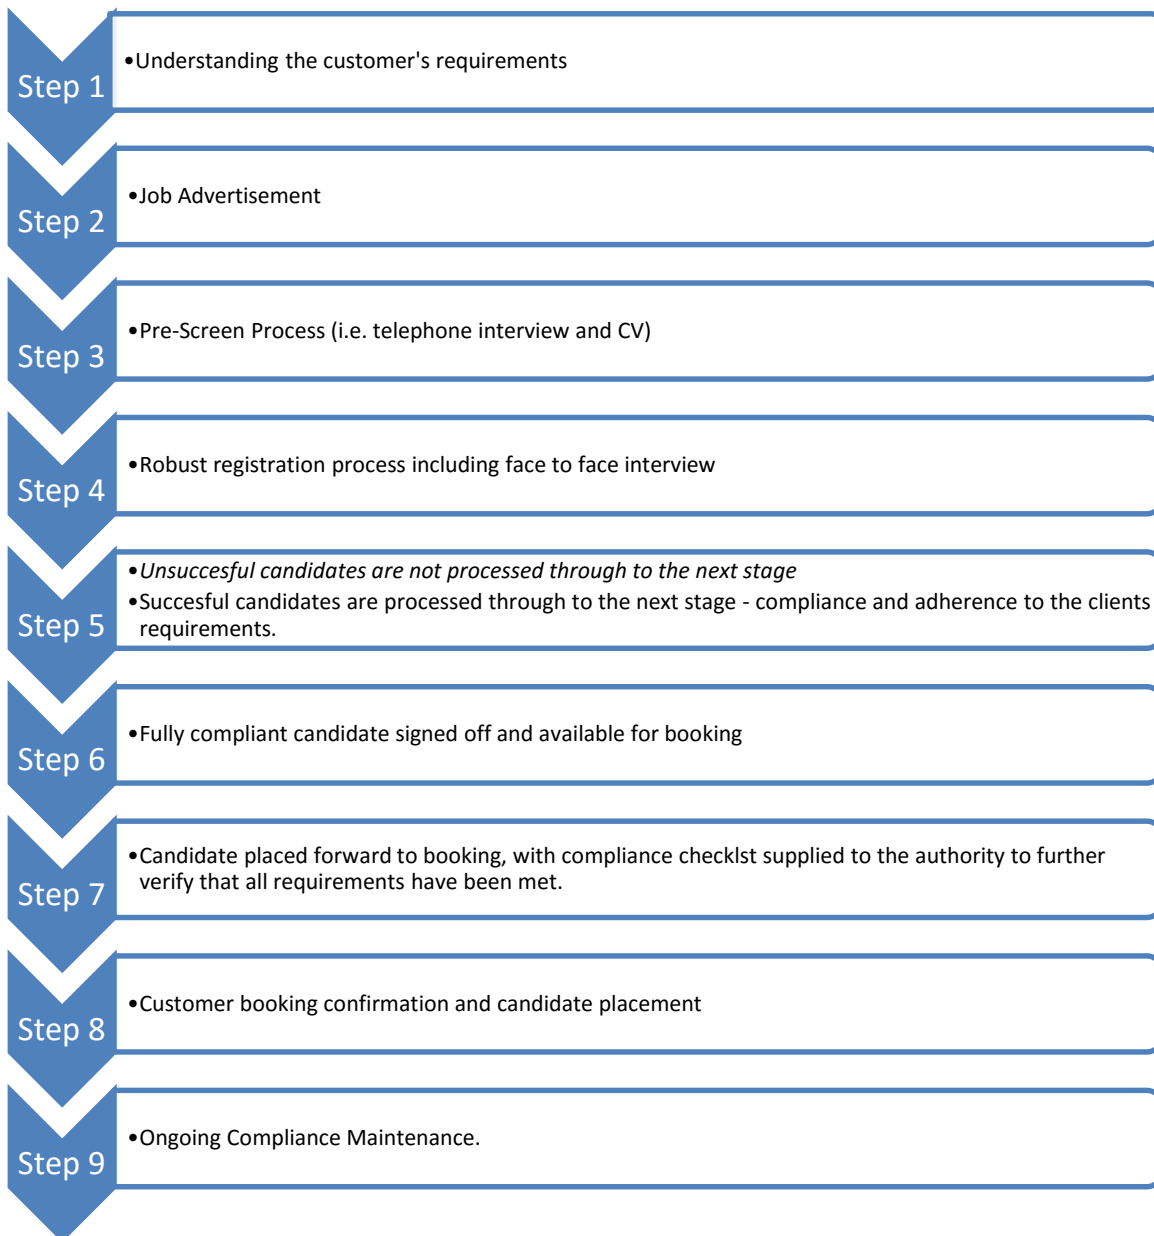 Step 1
•Understanding the customer's requirements
Step 2
•Job Advertisement
Step 3
•Pre-Screen Process (i.e. telephone interview and CV)
Step 4
•Robust registration process including face to face interview
Step 5
•Unsuccesful candidates are not processed through to the next stage
•Succesful candidates are processed through to the next stage - compliance and adherence to the clients
requirements.
Step 6
•Fully compliant candidate signed off and available for booking
Step 7
•Candidate placed forward to booking, with compliance checklst supplied to the authority to further
verify that all requirements have been met.
Step 8
•Customer booking confirmation and candidate placement
Step 9
•Ongoing Compliance Maintenance.